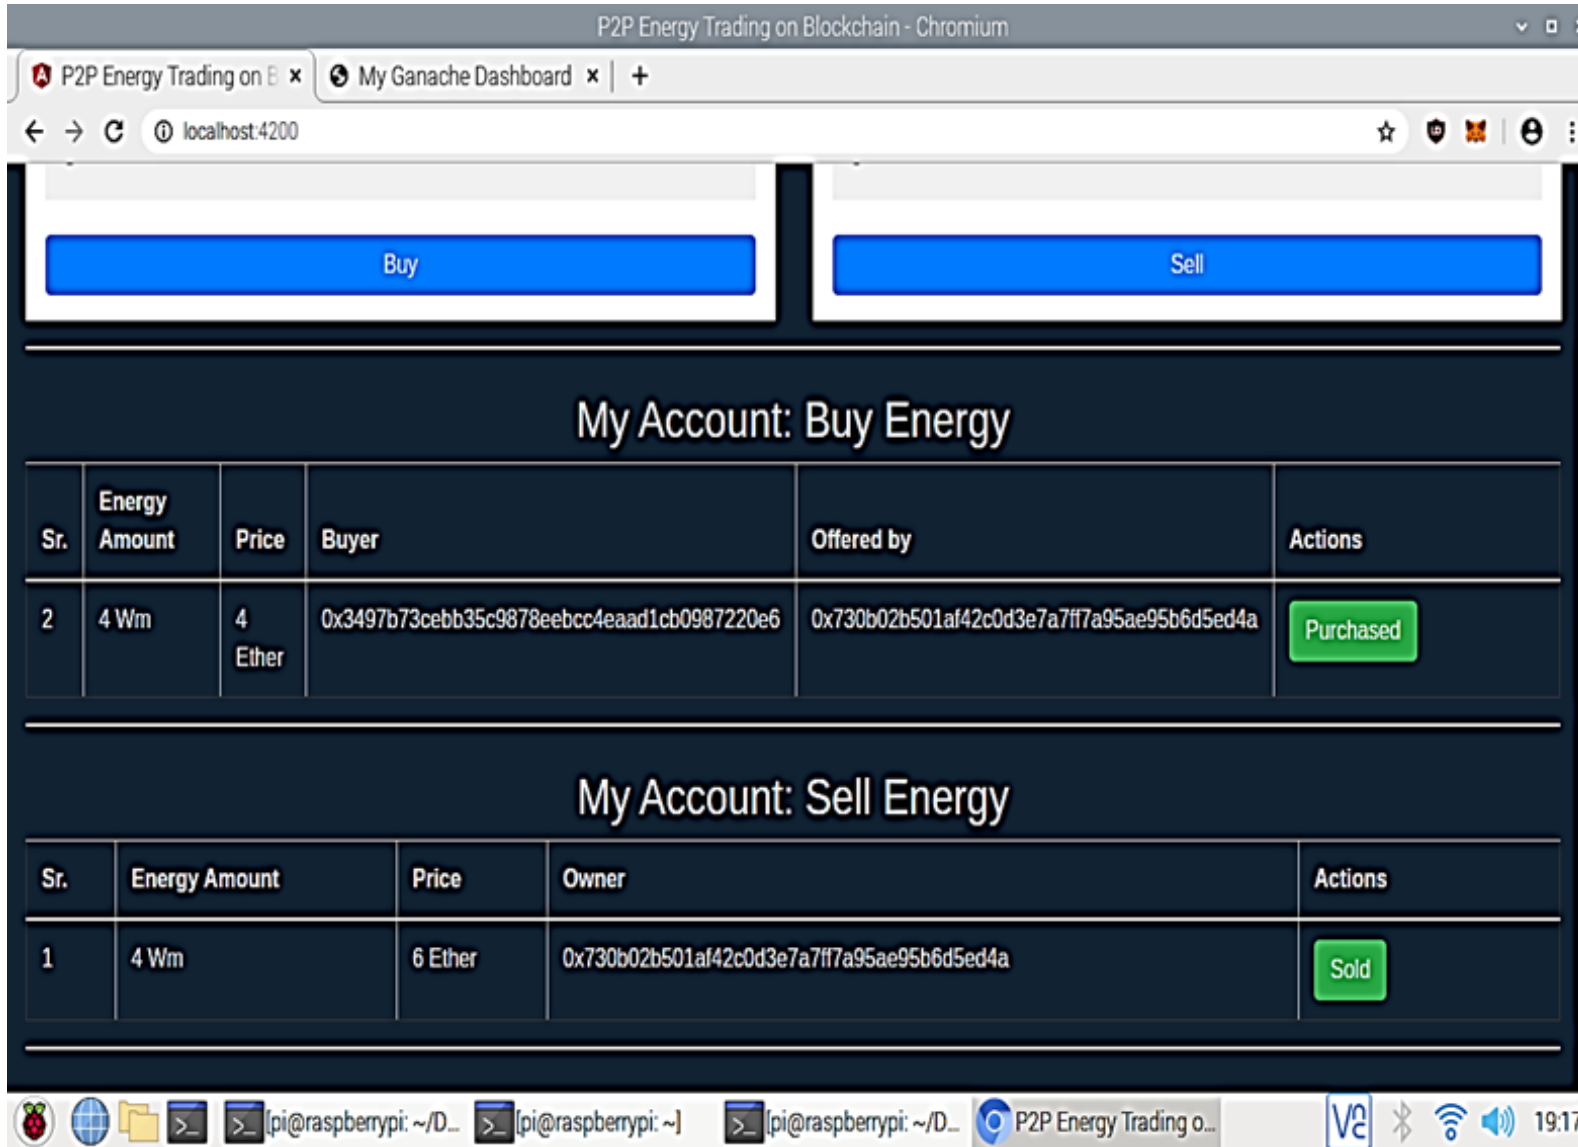 P2P Energy Trading on Blockchain - Chromium
P2P Energy Trading on B My Ganache Dashboard
localhost:4200
Buy Sell
My Account: Buy Energy
Sr. Energy Amount Price Buyer Offered by Actions
2 4 Wm 4 Ether 0x3497b73cebb35c9878eebcc4eaad1cb0987220e6 0x730b02b501af42c0d3e7a7ff7a95ae95b6d5ed4a Purchased
My Account: Sell Energy
Sr. Energy Amount Price Owner Actions
1 4 Wm 6 Ether 0x730b02b501af42c0d3e7a7ff7a95ae95b6d5ed4a Sold
[pi@raspberrypi: ~/D... [pi@raspberrypi: ~] [pi@raspberrypi: ~/D... P2P Energy Trading o... 19:17